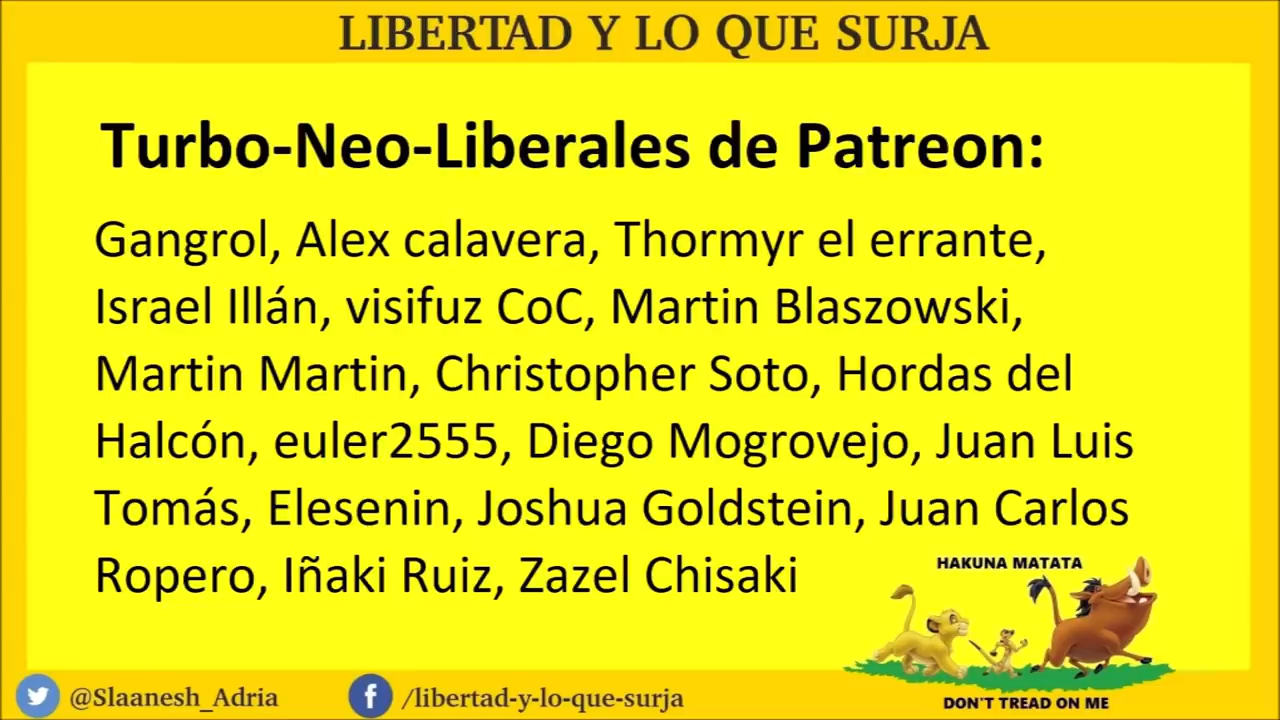 LIBERTAD Y LO QUE SURJA
Turbo-Neo-Liberales de Patreon:
Gangrol, Alex calavera, Thormyr el errante,
Israel Illán, visifuz CoC, Martin Blaszowski,
Martin Martin, Christopher Soto, Hordas del
Halcón, euler2555, Diego Mogrovejo, Juan Luis
Tomás, Elesenin, Joshua Goldstein, Juan Carlos
Ropero, Iñaki Ruiz, Zazel Chisaki
HAKUNA MATATA
DON'T TREAD ON ME
@Slaanesh_Adria
/libertad-y-lo-que-surja